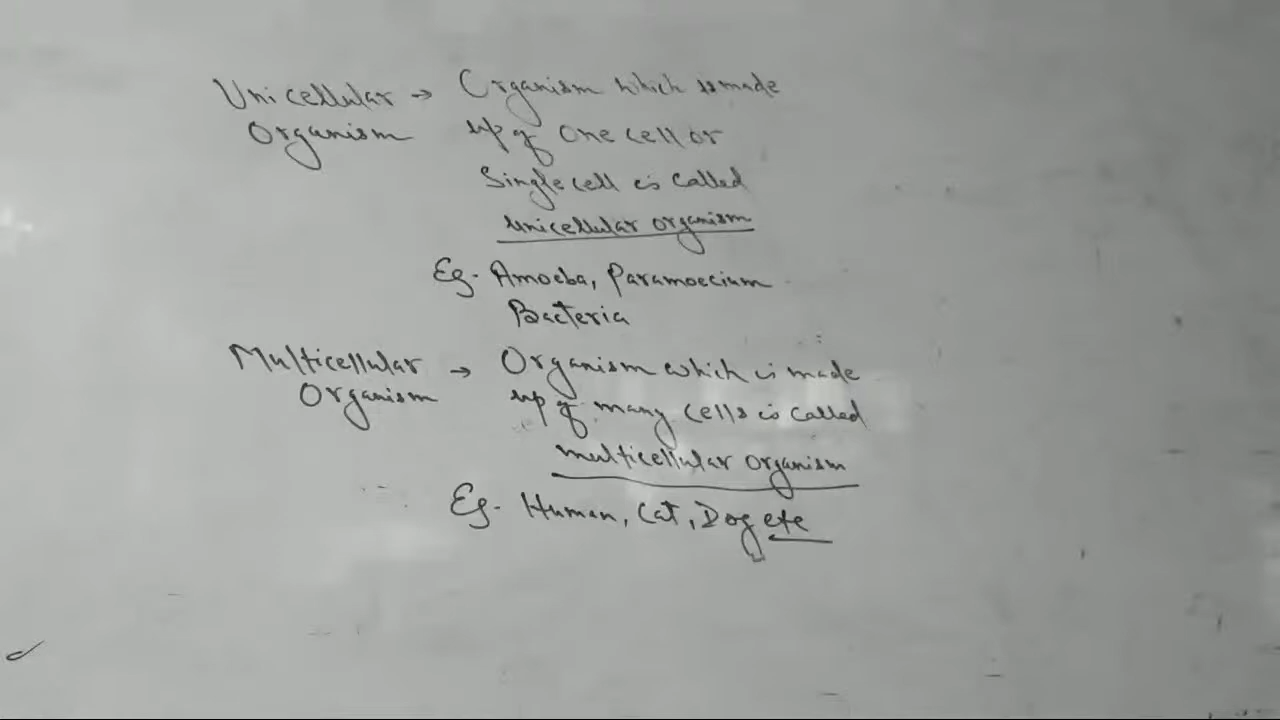 Unicellular → Organism which is made
Organism up of one cell or
Single cell is called
unicellular organism
Eg. Amoeba, Paramoecium
Bacteria
Multicellular → Organism which is made
Organism up of many cells is called
multicellular organism
Eg. Human, Cat, Dog etc